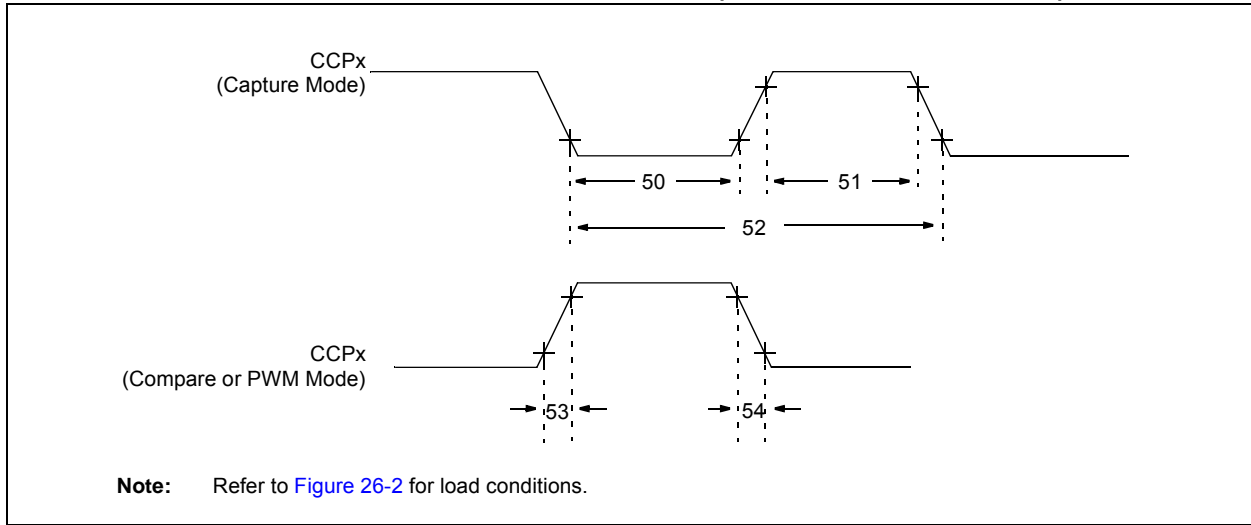 CCPx
(Capture Mode)
50
51
52
CCPx
(Compare or PWM Mode)
53
54
Note: Refer to Figure 26-2 for load conditions.